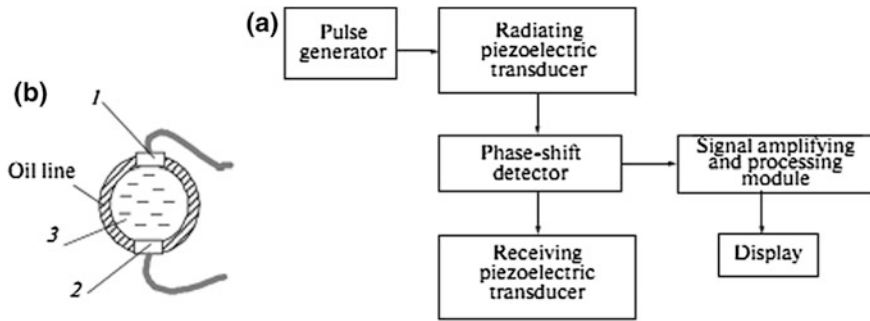 (a)
Pulse
generator
Radiating
piezoelectric
transducer
(b)
1
Oil line
3
2
Phase-shift
detector
Signal amplifying
and processing
module
Receiving
piezoelectric
transducer
Display